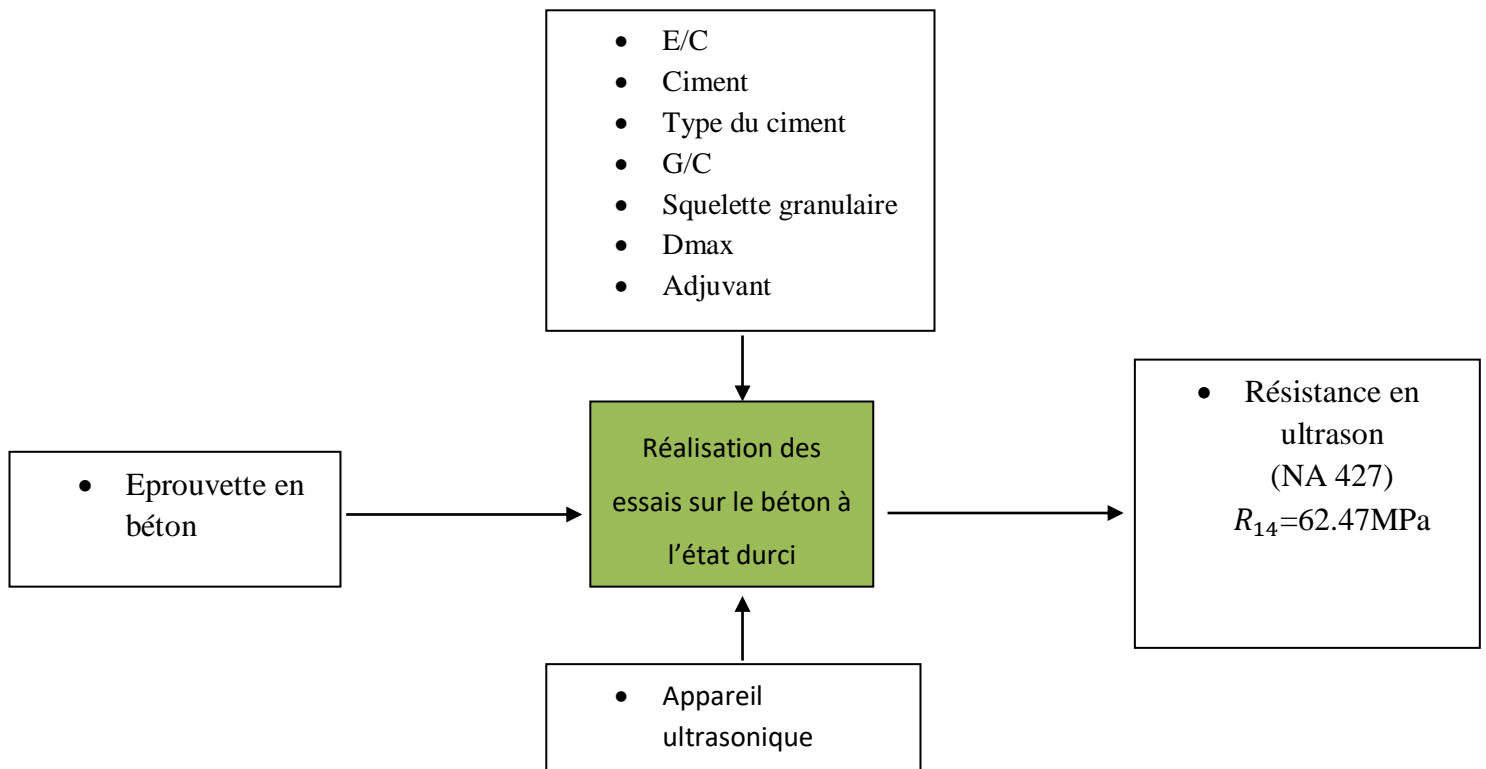 • E/C
• Ciment
• Type du ciment
• G/C
• Squelette granulaire
• Dmax
• Adjuvant
• Eprouvette en
béton
Réalisation des
essais sur le béton à
l’état durci
• Résistance en
ultrason
(NA 427)
R₁₄=62.47MPa
• Appareil
ultrasonique